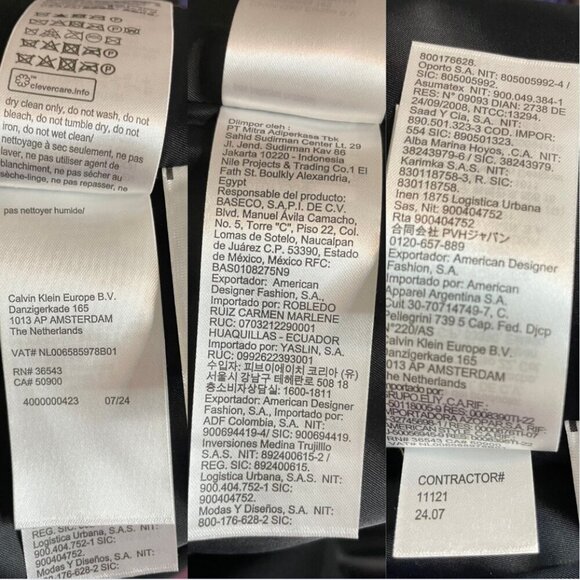 clevercare.info
dry clean only, do not wash, do not
bleach, do not tumble dry, do not
iron, do not wet clean/
nettoyage à sec seulement, ne pas
laver, ne pas utiliser agent de
blanchiment, ne pas sécher au
sèche-linge, ne pas repasser, ne
pas nettoyer humide/
Calvin Klein Europe B.V.
Danzigerkade 165
1013 AP AMSTERDAM
The Netherlands
VAT# NL006585978B01
RN# 36543
CA# 50900
4000000423 07/24
REG. SIC:
Logistica Urbana, S.A.S. NIT:
900.404.752-1 SIC:
900404752.
Modas Y Diseños, S.A. NIT:
800-176-628-2 SIC:
Diimpor oleh :
PT Mitra Adiperkasa Tbk
Sahid Sudirman Center Lt. 29
Jl. Jend. Sudirman Kav 86
Jakarta 10220 - Indonesia
Nile Projects & Trading Co.1 El
Fath St. Boulkly Alexandria,
Egypt
Responsable del producto:
BASECO, S.A.P.I. DE C.V.
Blvd. Manuel Ávila Camacho,
No. 5, Torre "C", Piso 22, Col.
Lomas de Sotelo, Naucalpan
de Juárez C.P. 53390, Estado
de México, México RFC:
BAS0108275N9
Exportador: American
Designer Fashion, S.A.,
Importado por: ROBLEDO
RUIZ CARMEN MARLENE
RUC: 0703212290001
HUAQUILLAS - ECUADOR
Importado por: YASLIN, S.A.
RUC: 0992622393001
수입자: 피브이에이치 코리아 (유)
서울시 강남구 테헤란로 508 18
층소비자상담실: 1600-1811
Exportador: American Designer
Fashion, S.A., Importado por:
ADF Colombia, S.A.S. NIT:
900694419-4/ SIC: 900694419.
Inversiones Medina Trujillo
S.A.S. NIT: 892400615-2 /
REG. SIC: 892400615.
Logistica Urbana, S.A.S. NIT:
900.404.752-1 SIC:
900404752.
Modas Y Diseños, S.A. NIT:
800-176-628-2 SIC:
800176628.
Oporto S.A. NIT: 805005992-4 /
SIC: 805005992.
Asumatex NIT: 900.049.384-1
RES: N° 09093 DIAN: 2738 DE
24/09/2008, NTCC:13294.
Saad Y Cia, S.A. NIT:
890.501.323-3 COD. IMPOR:
554 SIC: 890501323.
Alba Marina Hoyos, C.A. NIT:
38243979-6 / SIC: 38243979.
Karimka S.A.S. NIT:
830118758-3, R. SIC:
830118758.
Inen 1875 Logistica Urbana
Sas, Nit: 900404752
Rta 900404752
合同会社 PVHジャパン
0120-657-889
Exportador: American Designer
Fashion, S.A.
Importado por:
Apparel Argentina S.A.
Cuit 30-70714749-7, C.
Pellegrini 739 5 Cap. Fed. Djcp
N°220/AS
Calvin Klein Europe B.V.
Danzigerkade 165
1013 AP AMSTERDAM
The Netherlands
Importado por:
RN# 36543 CA# 50900
CONTRACTOR#
11121
24.07